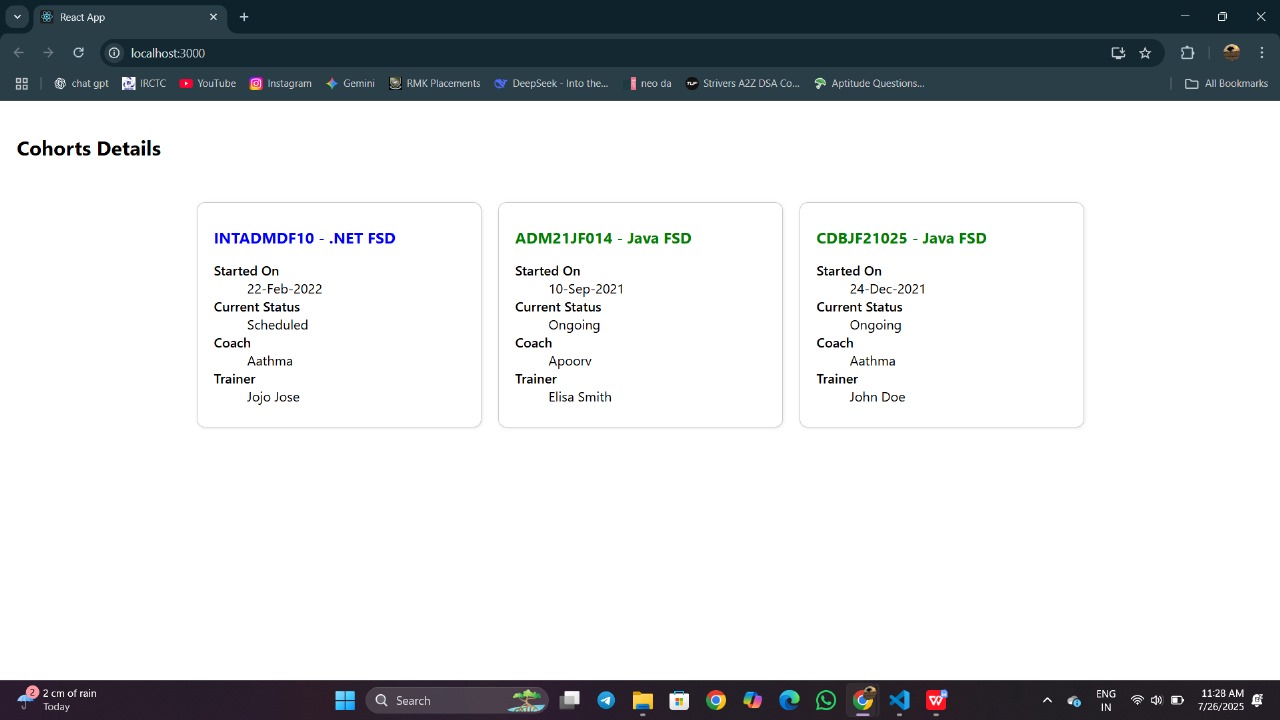 React App
localhost:3000
chat gpt
IRCTC
YouTube
Instagram
Gemini
RMK Placements
DeepSeek - Into the...
neo da
Strivers A2Z DSA Co...
Aptitude Questions...
All Bookmarks
Cohorts Details
INTADMDF10 - .NET FSD
Started On
22-Feb-2022
Current Status
Scheduled
Coach
Aathma
Trainer
Jojo Jose
ADM21JF014 - Java FSD
Started On
10-Sep-2021
Current Status
Ongoing
Coach
Apoorv
Trainer
Elisa Smith
CDBJF21025 - Java FSD
Started On
24-Dec-2021
Current Status
Ongoing
Coach
Aathma
Trainer
John Doe
2
2 cm of rain
Today
Search
ENG
IN
11:28 AM
7/26/2025